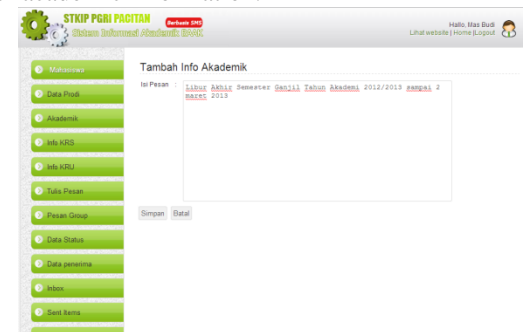 STKIP PGRI PACITAN Berbasis SMS
Sistem Informasi Akademik BAAK
Hallo, Mas Budi
Lihat website | Home |Logout
Mahasiswa
Data Prodi
Akademik
Info KRS
Info KRU
Tulis Pesan
Pesan Group
Data Status
Data penerima
Inbox
Sent Items
Tambah Info Akademik
Isi Pesan :
Libur Akhir Semester Ganjil Tahun Akademi 2012/2013 sampai 2
maret 2013
Simpan Batal